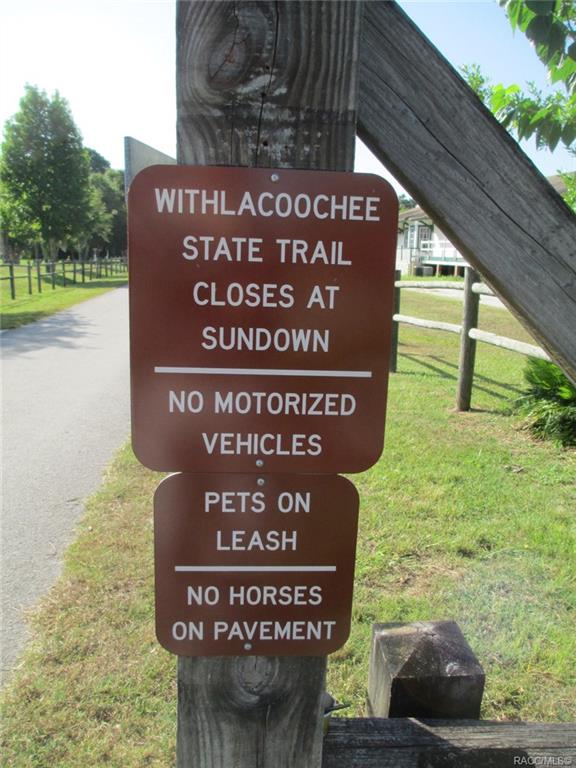 WITHLACOOCHEE
STATE TRAIL
CLOSES AT
SUNDOWN
NO MOTORIZED
VEHICLES
PETS ON
LEASH
NO HORSES
ON PAVEMENT
RACC/MLS©